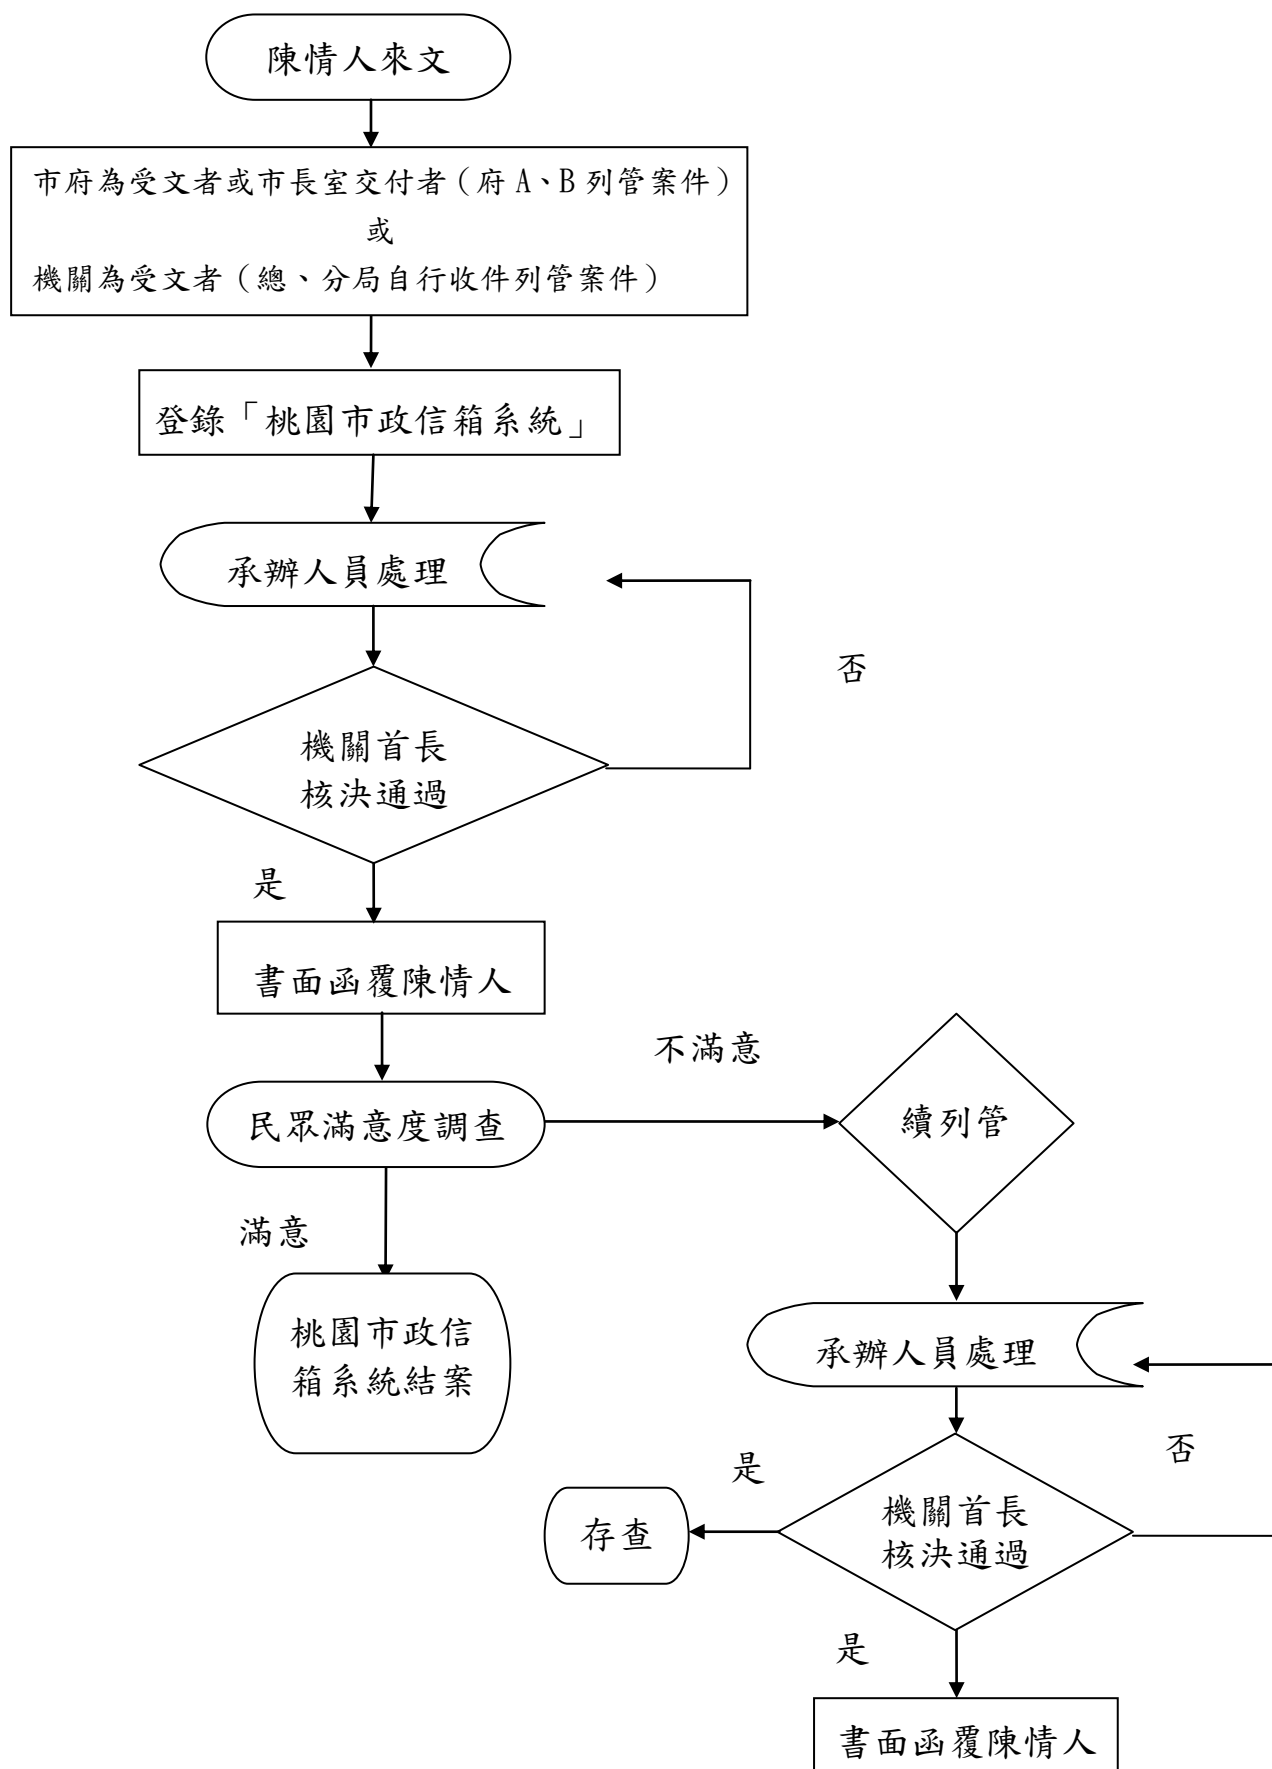 陳情人來文
市府為受文者或市長室交付者（府 A、B 列管案件）
或
機關為受文者（總、分局自行收件列管案件）
登錄「桃園市政信箱系統」
承辦人員處理
否
機關首長
核決通過
是
書面函覆陳情人
不滿意
民眾滿意度調查
續列管
滿意
桃園市政信
箱系統結案
承辦人員處理
是
否
機關首長
核決通過
存查
是
書面函覆陳情人